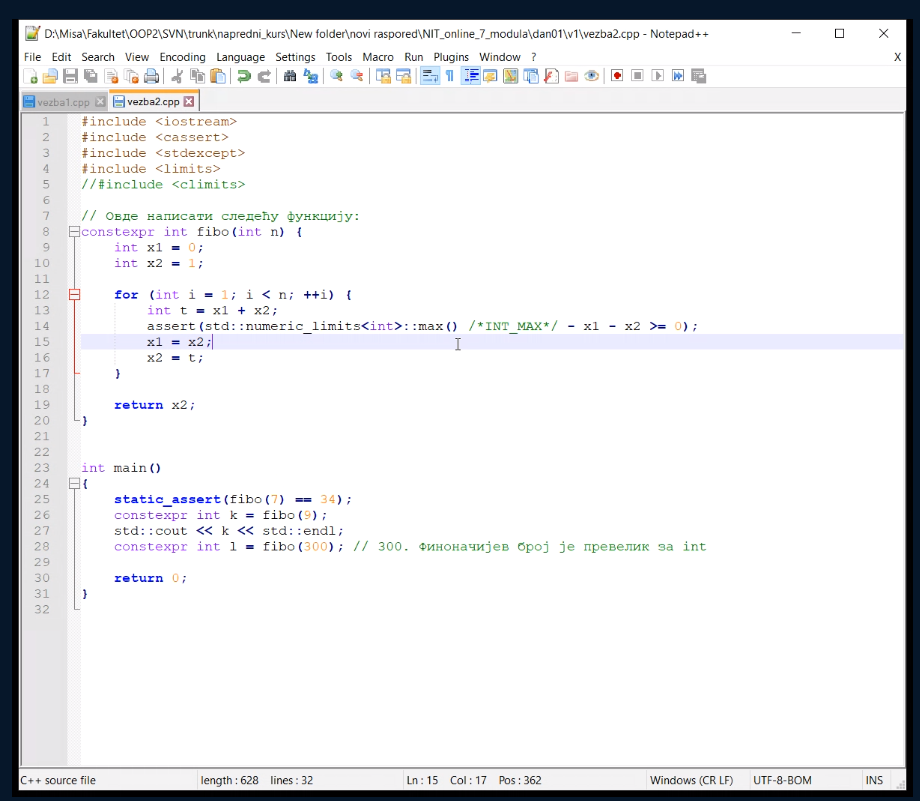 D:\Misa\Fakultet\OOP2\SVN\trunk\napredni_kurs\New folder\novi raspored\NIT_online_7_modula\dan01\v1\vezba2.cpp - Notepad++
File Edit Search View Encoding Language Settings Tools Macro Run Plugins Window ? X
vezba1.cpp vezba2.cpp
1 #include <iostream>
2 #include <cassert>
3 #include <stdexcept>
4 #include <limits>
5 //#include <climits>
6
7 // Овде написати следећу функцију:
8 constexpr int fibo(int n) {
9 int x1 = 0;
10 int x2 = 1;
11
12 for (int i = 1; i < n; ++i) {
13 int t = x1 + x2;
14 assert(std::numeric_limits<int>::max() /*INT_MAX*/ - x1 - x2 >= 0);
15 x1 = x2;
16 x2 = t;
17 }
18
19 return x2;
20 }
21
22
23 int main()
24 {
25 static_assert(fibo(7) == 34);
26 constexpr int k = fibo(9);
27 std::cout << k << std::endl;
28 constexpr int l = fibo(300); // 300. Финоначијев број је превелик за int
29
30 return 0;
31 }
32
C++ source file length : 628 lines : 32 Ln : 15 Col : 17 Pos : 362 Windows (CR LF) UTF-8-BOM INS